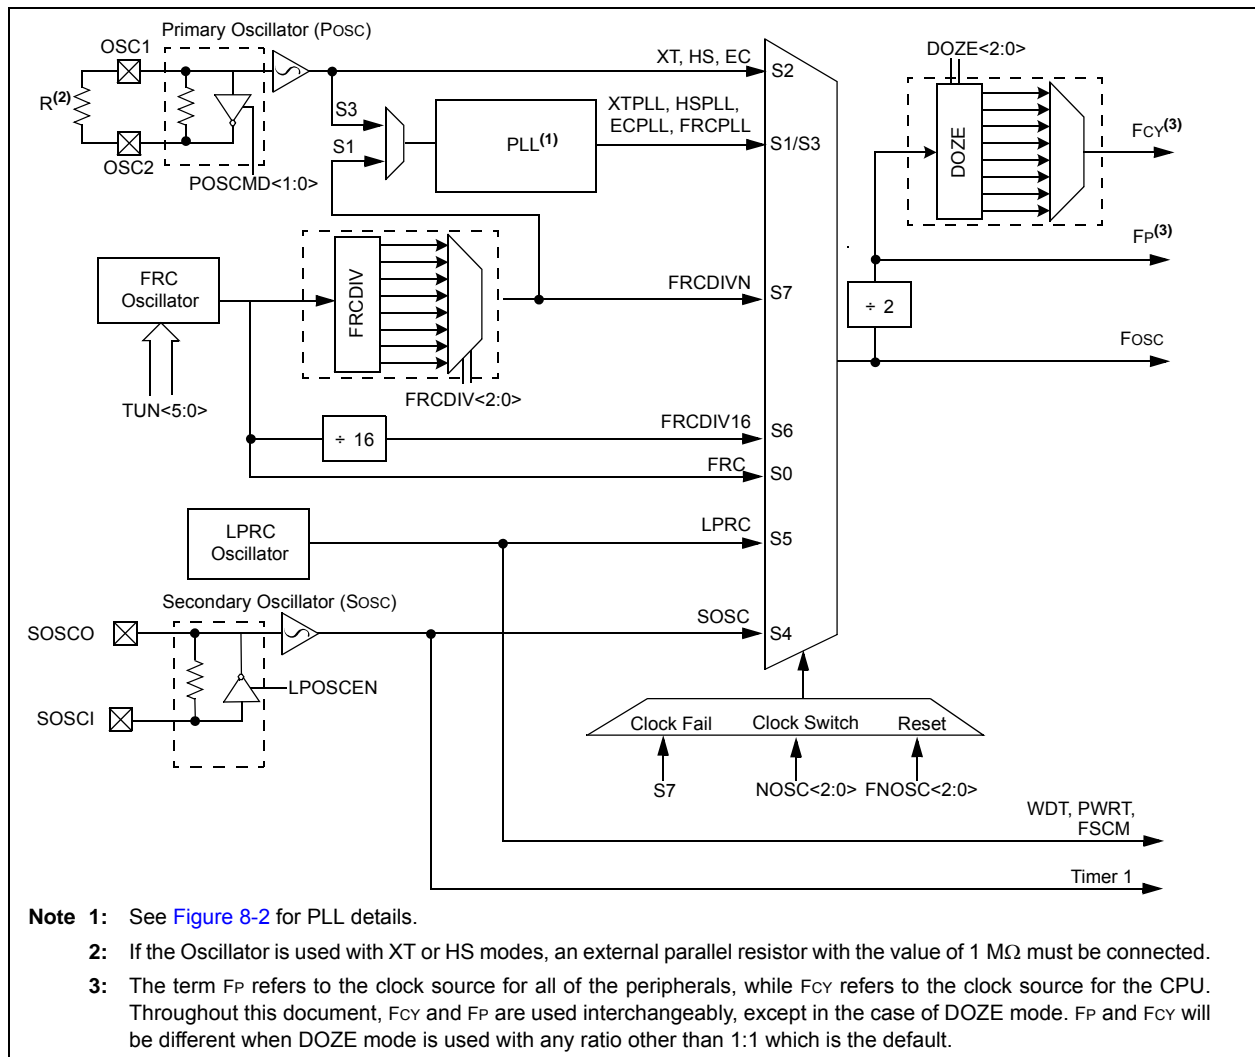 Primary Oscillator (POSC)
OSC1
R(2)
OSC2
POSCMD<1:0>
S3
S1
PLL(1)
XT, HS, EC
S2
XTPLL, HSPLL,
ECPLL, FRCPLL
S1/S3
DOZE<2:0>
DOZE
FCY(3)
FP(3)
÷ 2
FOSC
FRC
Oscillator
TUN<5:0>
FRCDIV
FRCDIV<2:0>
FRCDIVN
S7
÷ 16
FRCDIV16
S6
FRC
S0
LPRC
Oscillator
LPRC
S5
Secondary Oscillator (SOSC)
SOSCO
SOSCI
LPOSCEN
SOSC
S4
Clock Fail
Clock Switch
Reset
S7
NOSC<2:0>
FNOSC<2:0>
WDT, PWRT,
FSCM
Timer 1
Note 1: See Figure 8-2 for PLL details.
2: If the Oscillator is used with XT or HS modes, an external parallel resistor with the value of 1 MΩ must be connected.
3: The term FP refers to the clock source for all of the peripherals, while FCY refers to the clock source for the CPU.
Throughout this document, FCY and FP are used interchangeably, except in the case of DOZE mode. FP and FCY will
be different when DOZE mode is used with any ratio other than 1:1 which is the default.